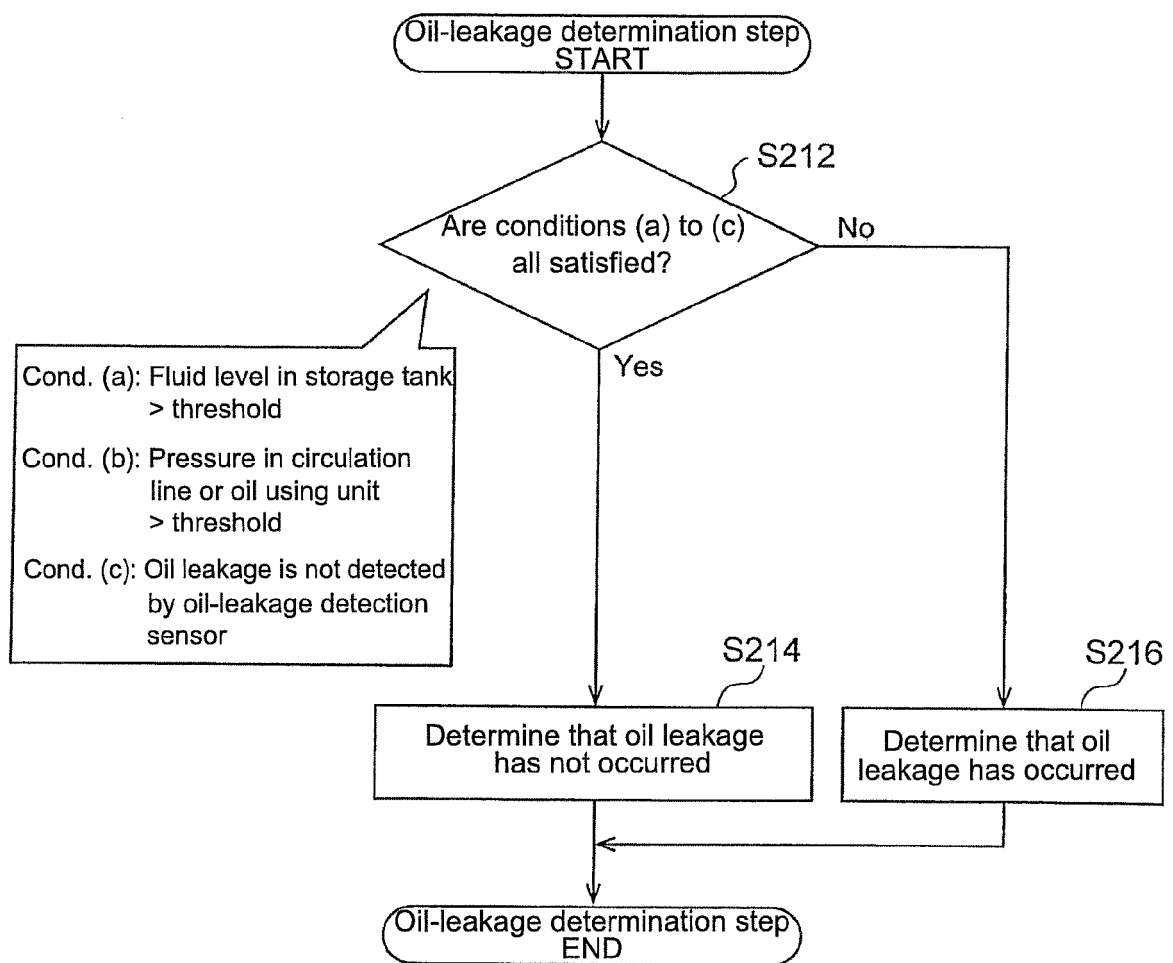 Oil-leakage determination step
START
S212
Are conditions (a) to (c)
all satisfied?
No
Yes
Cond. (a): Fluid level in storage tank
> threshold
Cond. (b): Pressure in circulation
line or oil using unit
> threshold
Cond. (c): Oil leakage is not detected
by oil-leakage detection
sensor
S214
Determine that oil leakage
has not occurred
S216
Determine that oil
leakage has occurred
Oil-leakage determination step
END